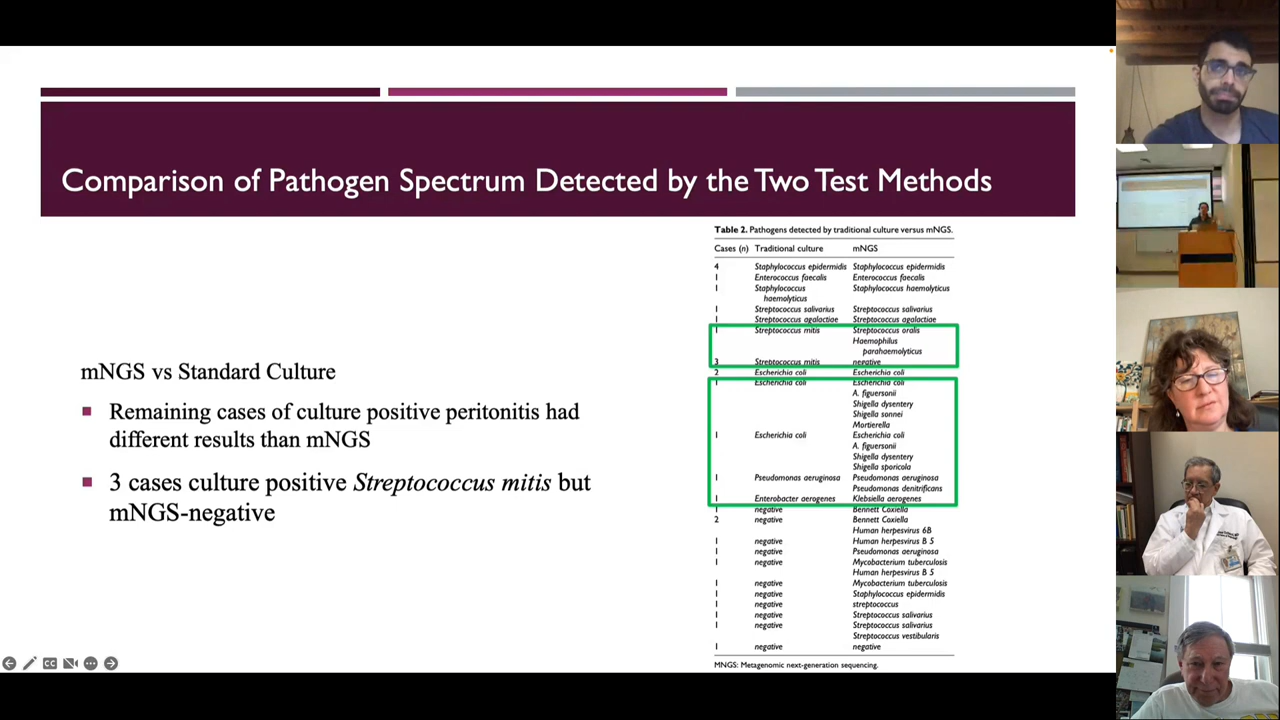 Comparison of Pathogen Spectrum Detected by the Two Test Methods
mNGS vs Standard Culture
Remaining cases of culture positive peritonitis had
different results than mNGS
3 cases culture positive Streptococcus mitis but
mNGS-negative
Table 2. Pathogens detected by traditional culture versus mNGS.
Cases (n) Traditional culture mNGS
4 Staphylococcus epidermidis Staphylococcus epidermidis
1 Enterococcus faecalis Enterococcus faecalis
1 Staphylococcus Staphylococcus haemolyticus
haemolyticus
1 Streptococcus salivarius Streptococcus salivarius
1 Streptococcus agalactiae Streptococcus agalactiae
1 Streptococcus mitis Streptococcus oralis
Haemophilus
parahaemolyticus
3 Streptococcus mitis negative
2 Escherichia coli Escherichia coli
1 Escherichia coli Escherichia coli
A. figuersonii
Shigella dysentery
Shigella sonnei
Mortierella
1 Escherichia coli Escherichia coli
A. figuersonii
Shigella dysentery
Shigella sporicola
1 Pseudomonas aeruginosa Pseudomonas aeruginosa
Pseudomonas denitrificans
1 Enterobacter aerogenes Klebsiella aerogenes
1 negative Bennett Coxiella
2 negative Bennett Coxiella
Human herpesvirus 6B
1 negative Human herpesvirus B 5
1 negative Pseudomonas aeruginosa
1 negative Mycobacterium tuberculosis
Human herpesvirus B 5
1 negative Mycobacterium tuberculosis
1 negative Staphylococcus epidermidis
1 negative streptococcus
1 negative Streptococcus salivarius
1 negative Streptococcus salivarius
Streptococcus vestibularis
1 negative negative
MNGS: Metagenomic next-generation sequencing.
CC